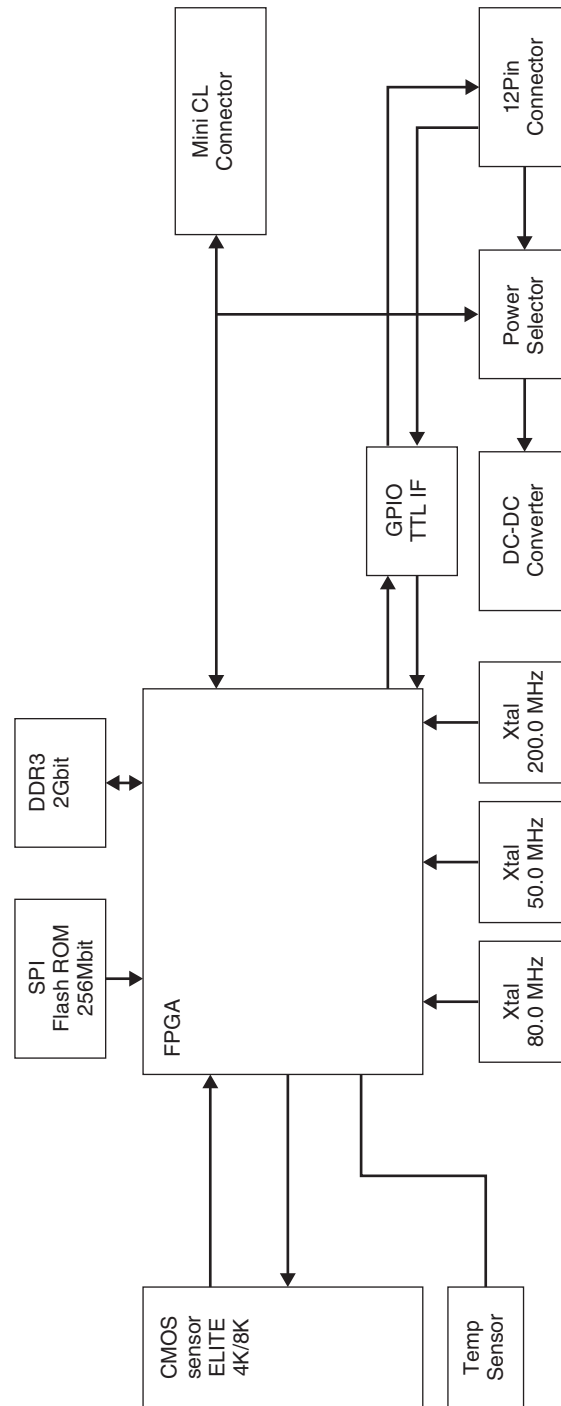 CMOS
sensor
ELITE
4K/8K
Temp
Sensor
SPI
Flash ROM
256Mbit
DDR3
2Gbit
FPGA
Xtal
80.0 MHz
Xtal
50.0 MHz
Xtal
200.0 MHz
GPIO
TTL IF
DC-DC
Converter
Power
Selector
Mini CL
Connector
12Pin
Connector